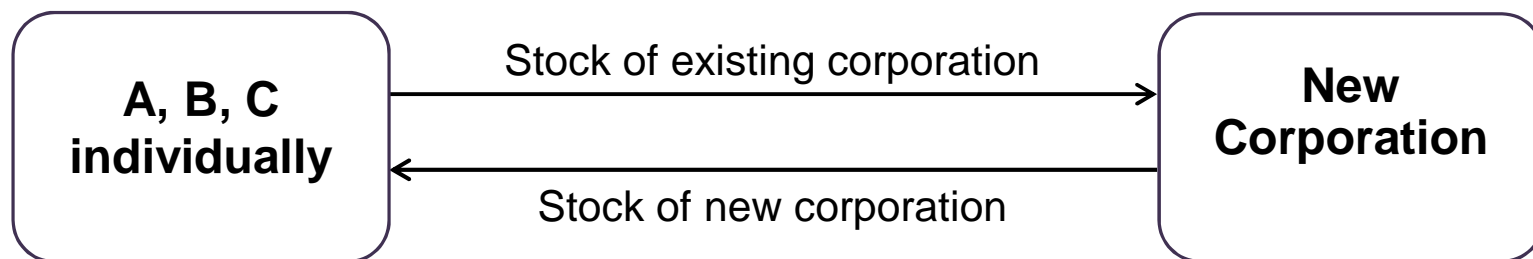 A, B, C
individually
Stock of existing corporation
Stock of new corporation
New
Corporation